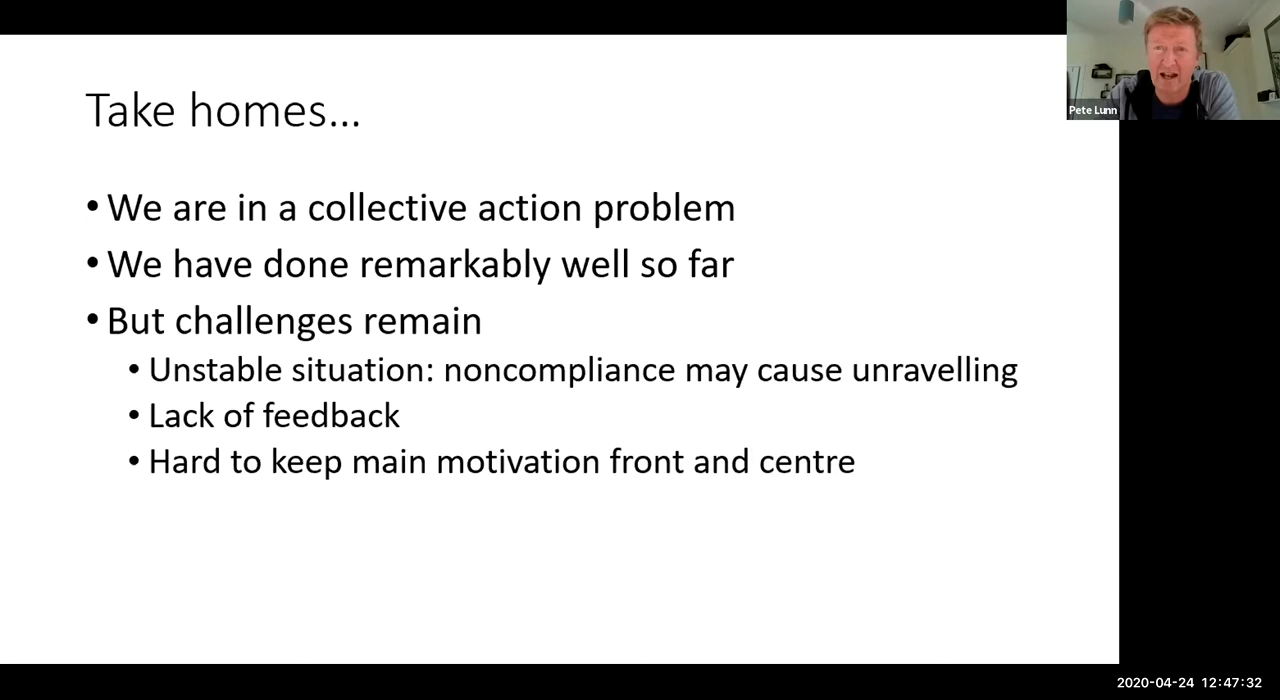 Take homes…
• We are in a collective action problem
• We have done remarkably well so far
• But challenges remain
• Unstable situation: noncompliance may cause unravelling
• Lack of feedback
• Hard to keep main motivation front and centre
Pete Lunn
2020-04-24 12:47:32